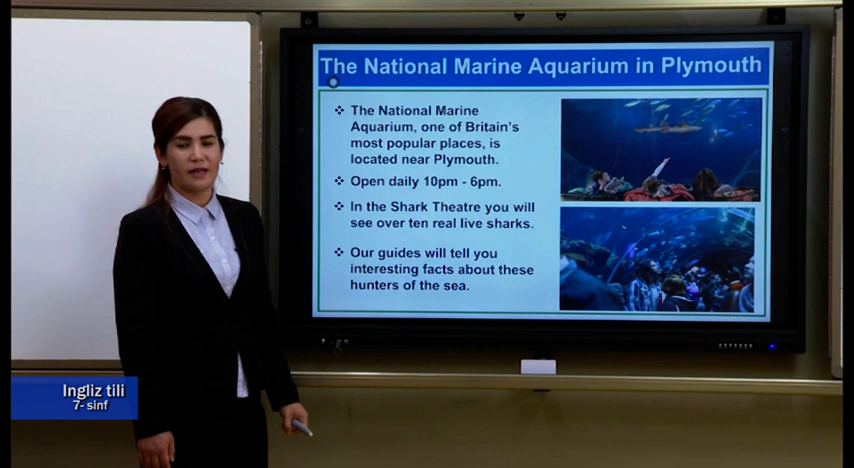 The National Marine Aquarium in Plymouth
The National Marine
Aquarium, one of Britain's
most popular places, is
located near Plymouth.
Open daily 10pm - 6pm.
In the Shark Theatre you will
see over ten real live sharks.
Our guides will tell you
interesting facts about these
hunters of the sea.
Ingliz tili
7- sinf